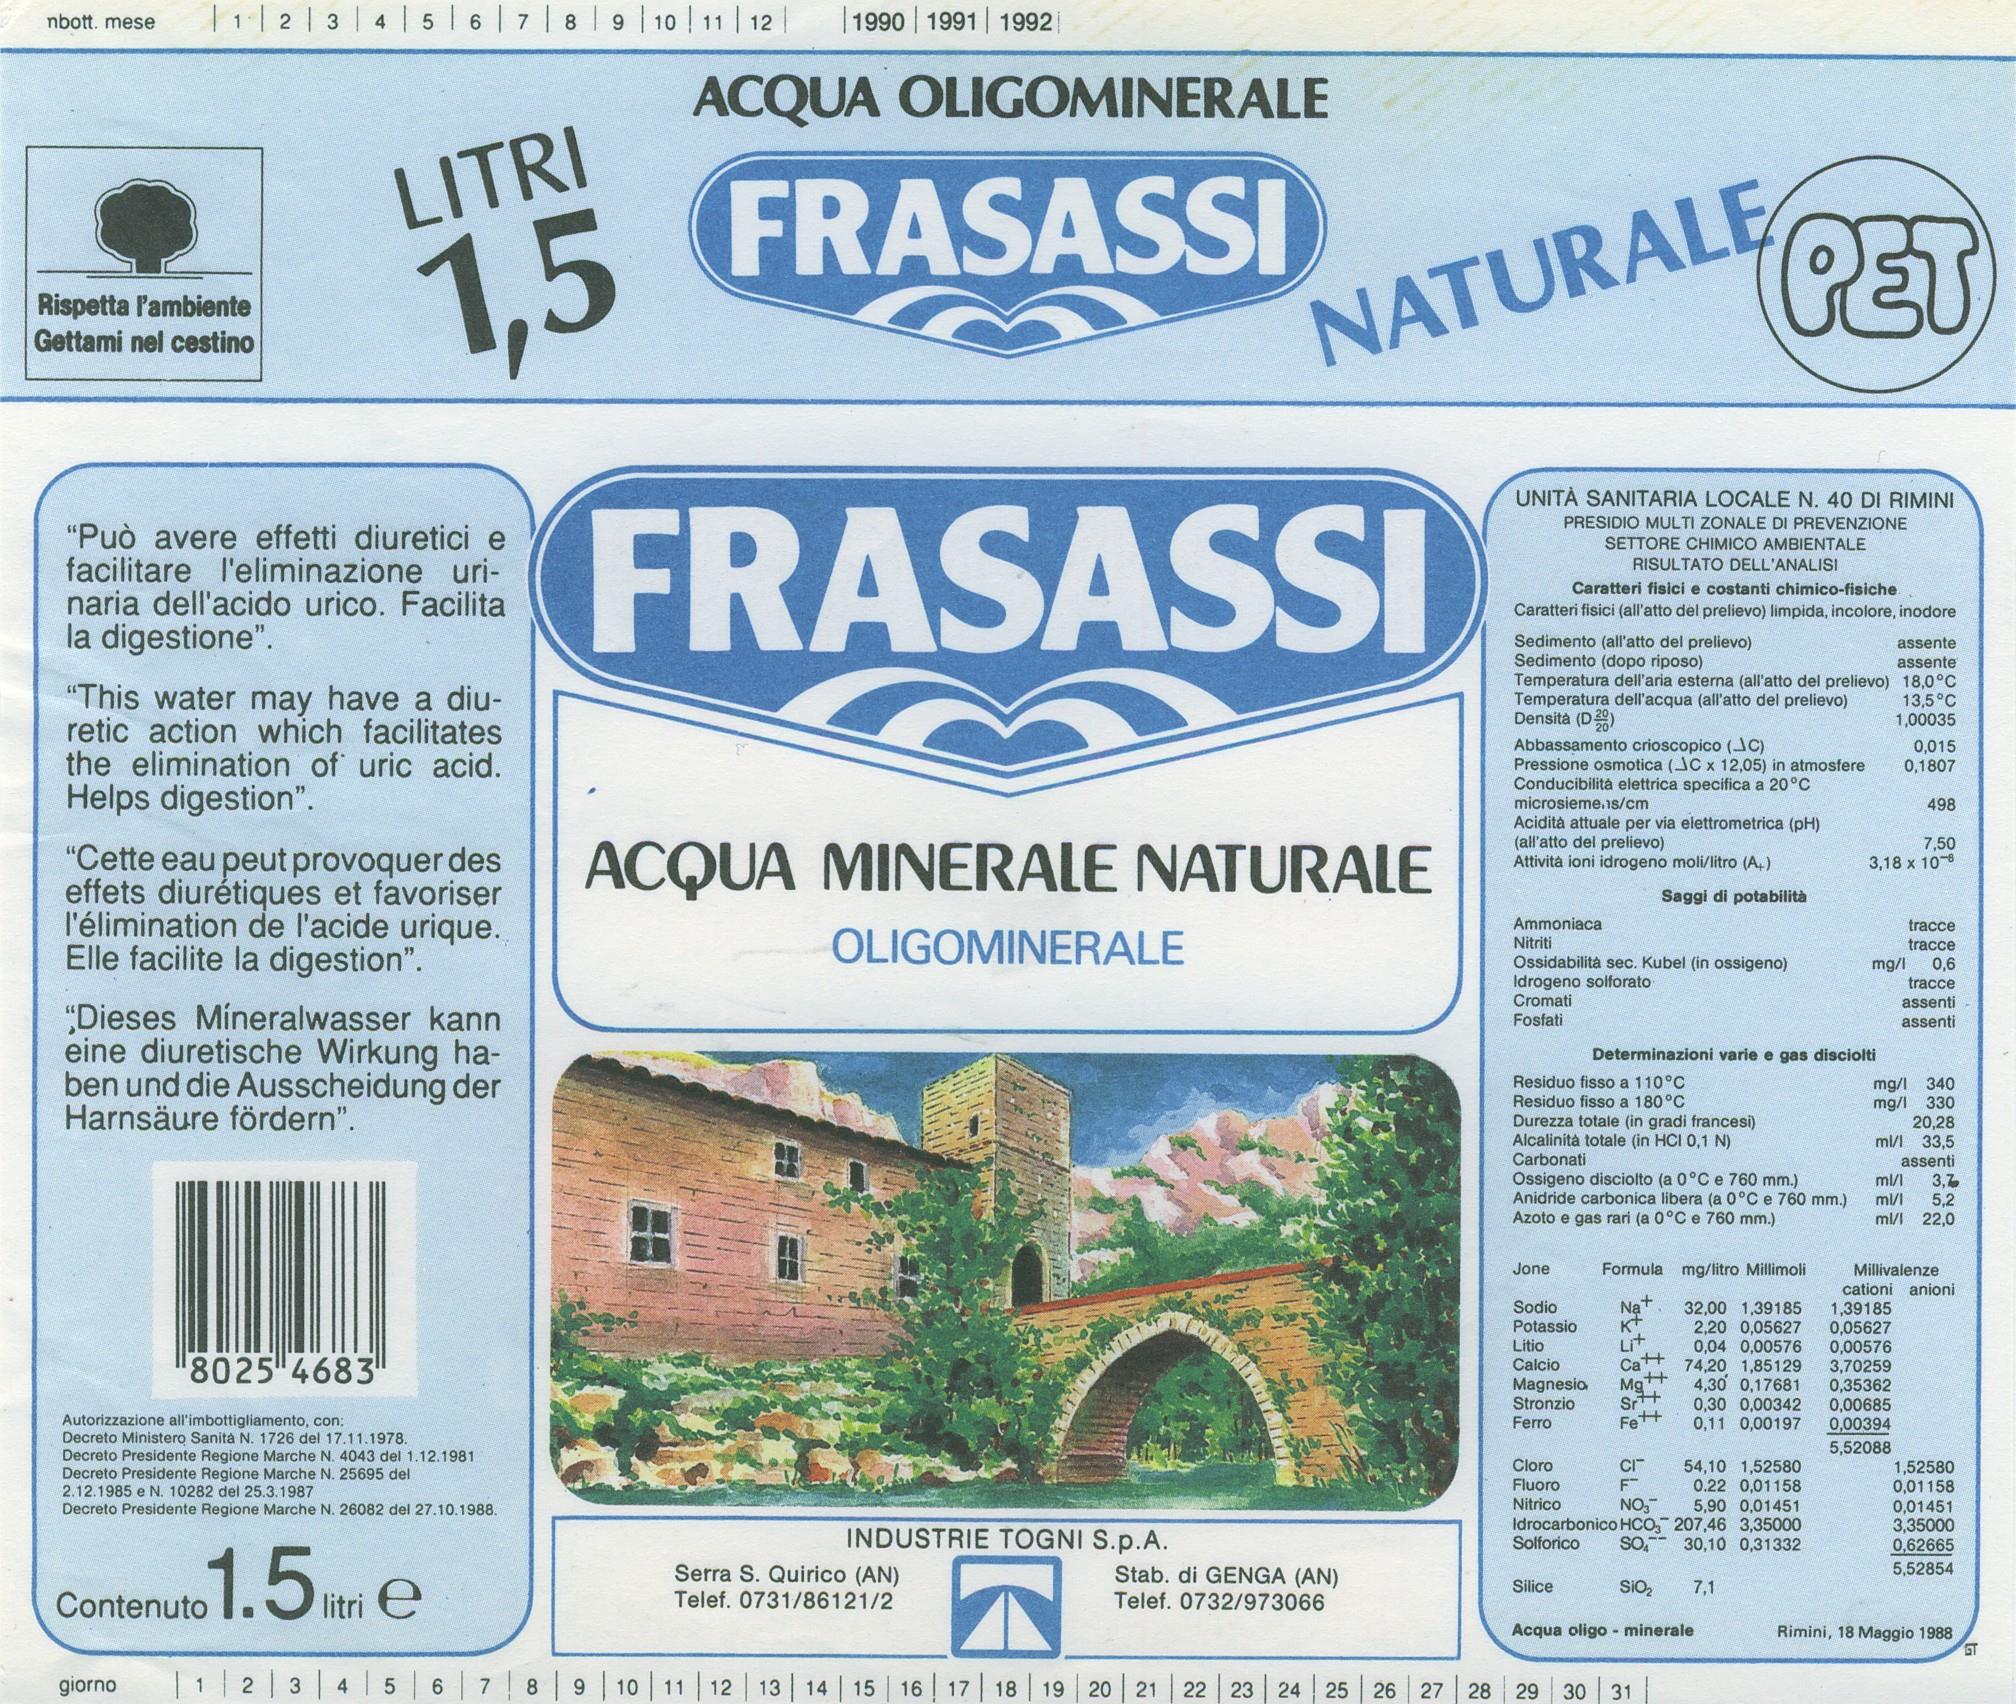 nbott. mese | 1 | 2 | 3 | 4 | 5 | 6 | 7 | 8 | 9 | 10 | 11 | 12 | | 1990 | 1991 | 1992 |
ACQUA OLIGOMINERALE
Rispetta l'ambiente
Gettami nel cestino
LITRI
1,5
FRASASSI
NATURALE
PET
“Può avere effetti diuretici e
facilitare l'eliminazione uri-
naria dell'acido urico. Facilita
la digestione”.
“This water may have a diu-
retic action which facilitates
the elimination of uric acid.
Helps digestion”.
“Cette eau peut provoquer des
effets diurétiques et favoriser
l'élimination de l'acide urique.
Elle facilite la digestion”.
“Dieses Mineralwasser kann
eine diuretische Wirkung ha-
ben und die Ausscheidung der
Harnsäure fördern”.
8025 4683
Autorizzazione all'imbottigliamento, con:
Decreto Ministero Sanità N. 1726 del 17.11.1978.
Decreto Presidente Regione Marche N. 4043 del 1.12.1981
Decreto Presidente Regione Marche N. 25695 del
2.12.1985 e N. 10282 del 25.3.1987
Decreto Presidente Regione Marche N. 26082 del 27.10.1988.
Contenuto 1.5 litri e
FRASASSI
ACQUA MINERALE NATURALE
OLIGOMINERALE
INDUSTRIE TOGNI S.p.A.
Serra S. Quirico (AN)
Telef. 0731/86121/2
Stab. di GENGA (AN)
Telef. 0732/973066
UNITÀ SANITARIA LOCALE N. 40 DI RIMINI
PRESIDIO MULTI ZONALE DI PREVENZIONE
SETTORE CHIMICO AMBIENTALE
RISULTATO DELL'ANALISI
Caratteri fisici e costanti chimico-fisiche
Caratteri fisici (all'atto del prelievo) limpida, incolore, inodore
Sedimento (all'atto del prelievo) assente
Sedimento (dopo riposo) assente
Temperatura dell'aria esterna (all'atto del prelievo) 18,0°C
Temperatura dell'acqua (all'atto del prelievo) 13,5°C
Densità (D 20/20) 1,00035
Abbassamento crioscopico (⊿C) 0,015
Pressione osmotica (⊿C x 12,05) in atmosfere 0,1807
Conducibilità elettrica specifica a 20°C
microsiemens/cm 498
Acidità attuale per via elettrometrica (pH)
(all'atto del prelievo) 7,50
Attività ioni idrogeno moli/litro (A₊) 3,18 x 10⁻⁸
Saggi di potabilità
Ammoniaca tracce
Nitriti tracce
Ossidabilità sec. Kubel (in ossigeno) mg/l 0,6
Idrogeno solforato tracce
Cromati assenti
Fosfati assenti
Determinazioni varie e gas disciolti
Residuo fisso a 110°C mg/l 340
Residuo fisso a 180°C mg/l 330
Durezza totale (in gradi francesi) 20,28
Alcalinità totale (in HCl 0,1 N) ml/l 33,5
Carbonati assenti
Ossigeno disciolto (a 0°C e 760 mm.) ml/l 3,7
Anidride carbonica libera (a 0°C e 760 mm.) ml/l 5,2
Azoto e gas rari (a 0°C e 760 mm.) ml/l 22,0
Jone Formula mg/litro Millimoli Millivalenze
cationi anioni
Sodio Na⁺ 32,00 1,39185 1,39185
Potassio K⁺ 2,20 0,05627 0,05627
Litio Li⁺ 0,04 0,00576 0,00576
Calcio Ca⁺⁺ 74,20 1,85129 3,70259
Magnesio Mg⁺⁺ 4,30 0,17681 0,35362
Stronzio Sr⁺⁺ 0,30 0,00342 0,00685
Ferro Fe⁺⁺ 0,11 0,00197 0,00394
5,52088
Cloro Cl⁻ 54,10 1,52580 1,52580
Fluoro F⁻ 0.22 0,01158 0,01158
Nitrico NO₃⁻ 5,90 0,01451 0,01451
Idrocarbonico HCO₃⁻ 207,46 3,35000 3,35000
Solforico SO₄⁻⁻ 30,10 0,31332 0,62665
5,52854
Silice SiO₂ 7,1
Acqua oligo - minerale Rimini, 18 Maggio 1988
GT
giorno | 1 | 2 | 3 | 4 | 5 | 6 | 7 | 8 | 9 | 10 | 11 | 12 | 13 | 14 | 15 | 16 | 17 | 18 | 19 | 20 | 21 | 22 | 23 | 24 | 25 | 26 | 27 | 28 | 29 | 30 | 31 |